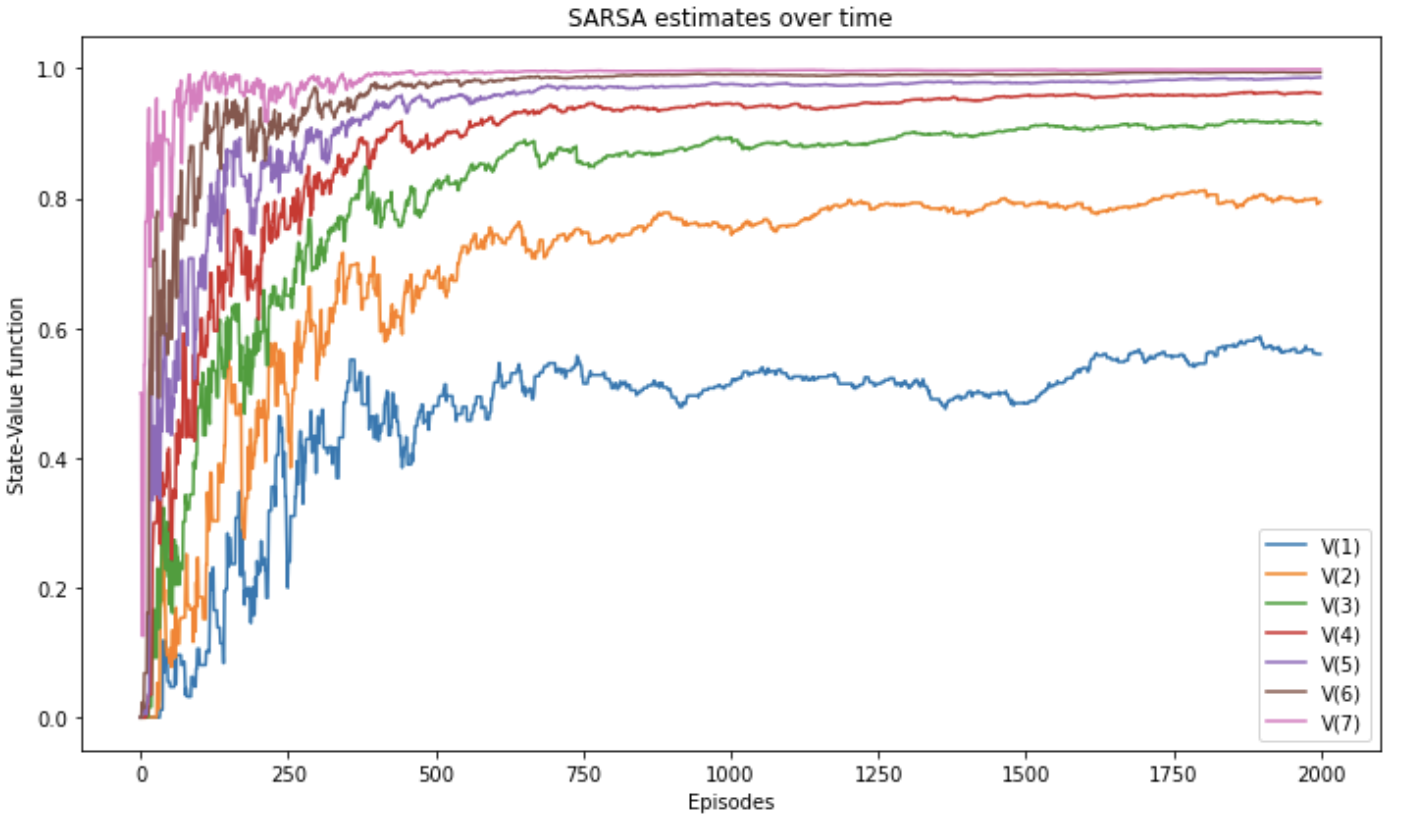 SARSA estimates over time
State-Value function
1.0
0.8
0.6
0.4
0.2
0.0
0 250 500 750 1000 1250 1500 1750 2000
Episodes
V(1)
V(2)
V(3)
V(4)
V(5)
V(6)
V(7)